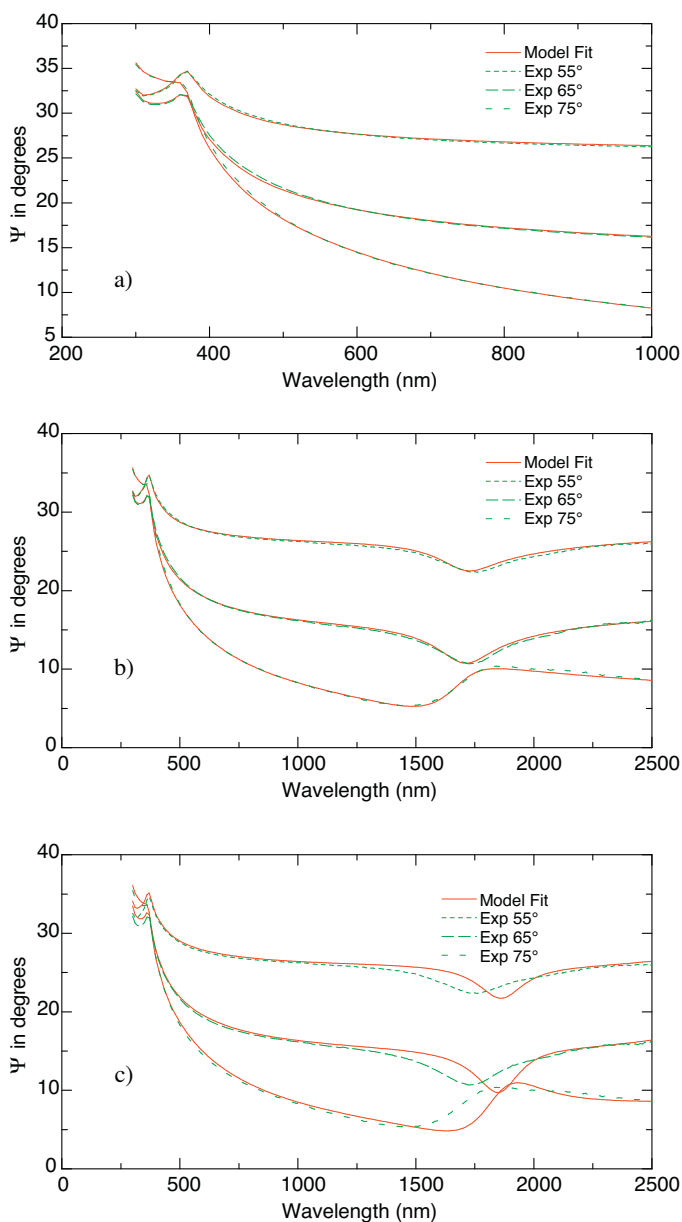 40
35
30
25
20
15
10
5
Ψ in degrees
Model Fit
Exp 55°
Exp 65°
Exp 75°
a)
200 400 600 800 1000
Wavelength (nm)
40
30
20
10
0
Ψ in degrees
Model Fit
Exp 55°
Exp 65°
Exp 75°
b)
0 500 1000 1500 2000 2500
Wavelength (nm)
40
30
20
10
0
Ψ in degrees
Model Fit
Exp 55°
Exp 65°
Exp 75°
c)
0 500 1000 1500 2000 2500
Wavelength (nm)